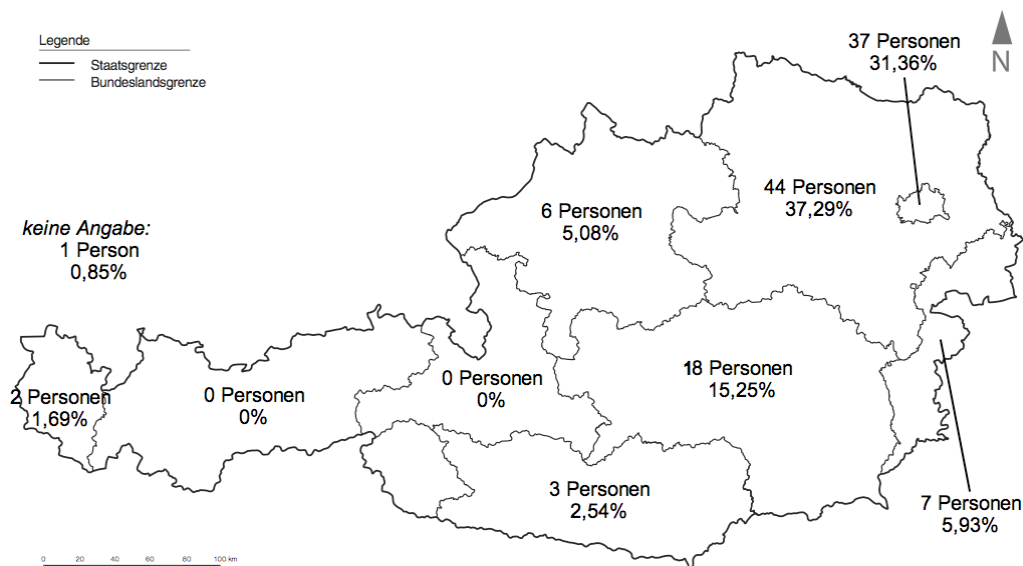 Legende
Staatsgrenze
Bundeslandsgrenze
37 Personen
31,36%
N
44 Personen
37,29%
6 Personen
5,08%
keine Angabe:
1 Person
0,85%
18 Personen
15,25%
0 Personen
0%
0 Personen
0%
2 Personen
1,69%
3 Personen
2,54%
7 Personen
5,93%
0 20 40 60 80 100 km